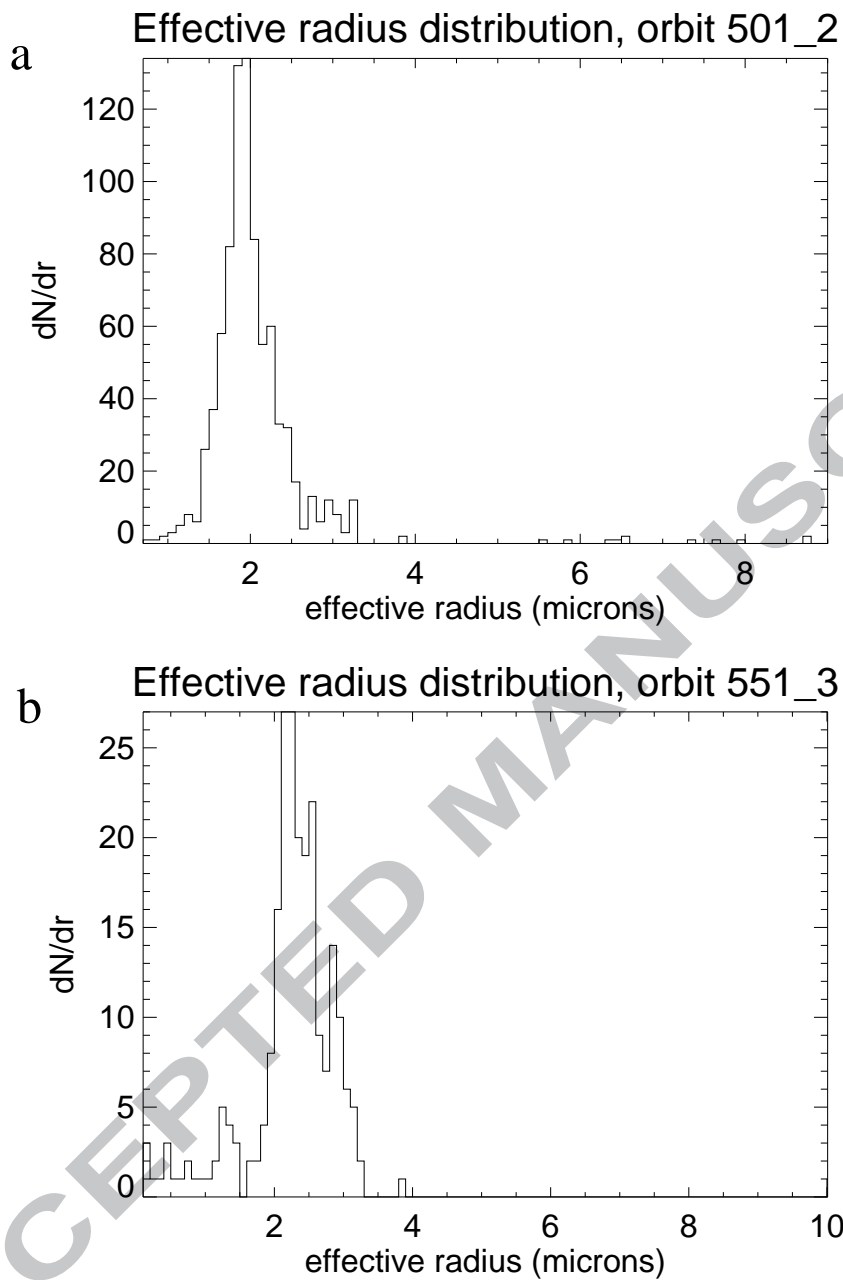 a
Effective radius distribution, orbit 501_2
120
100
80
60
40
20
0
dN/dr
2 4 6 8
effective radius (microns)
b
Effective radius distribution, orbit 551_3
25
20
15
10
5
0
dN/dr
2 4 6 8 10
effective radius (microns)
CEPTED MANUSC